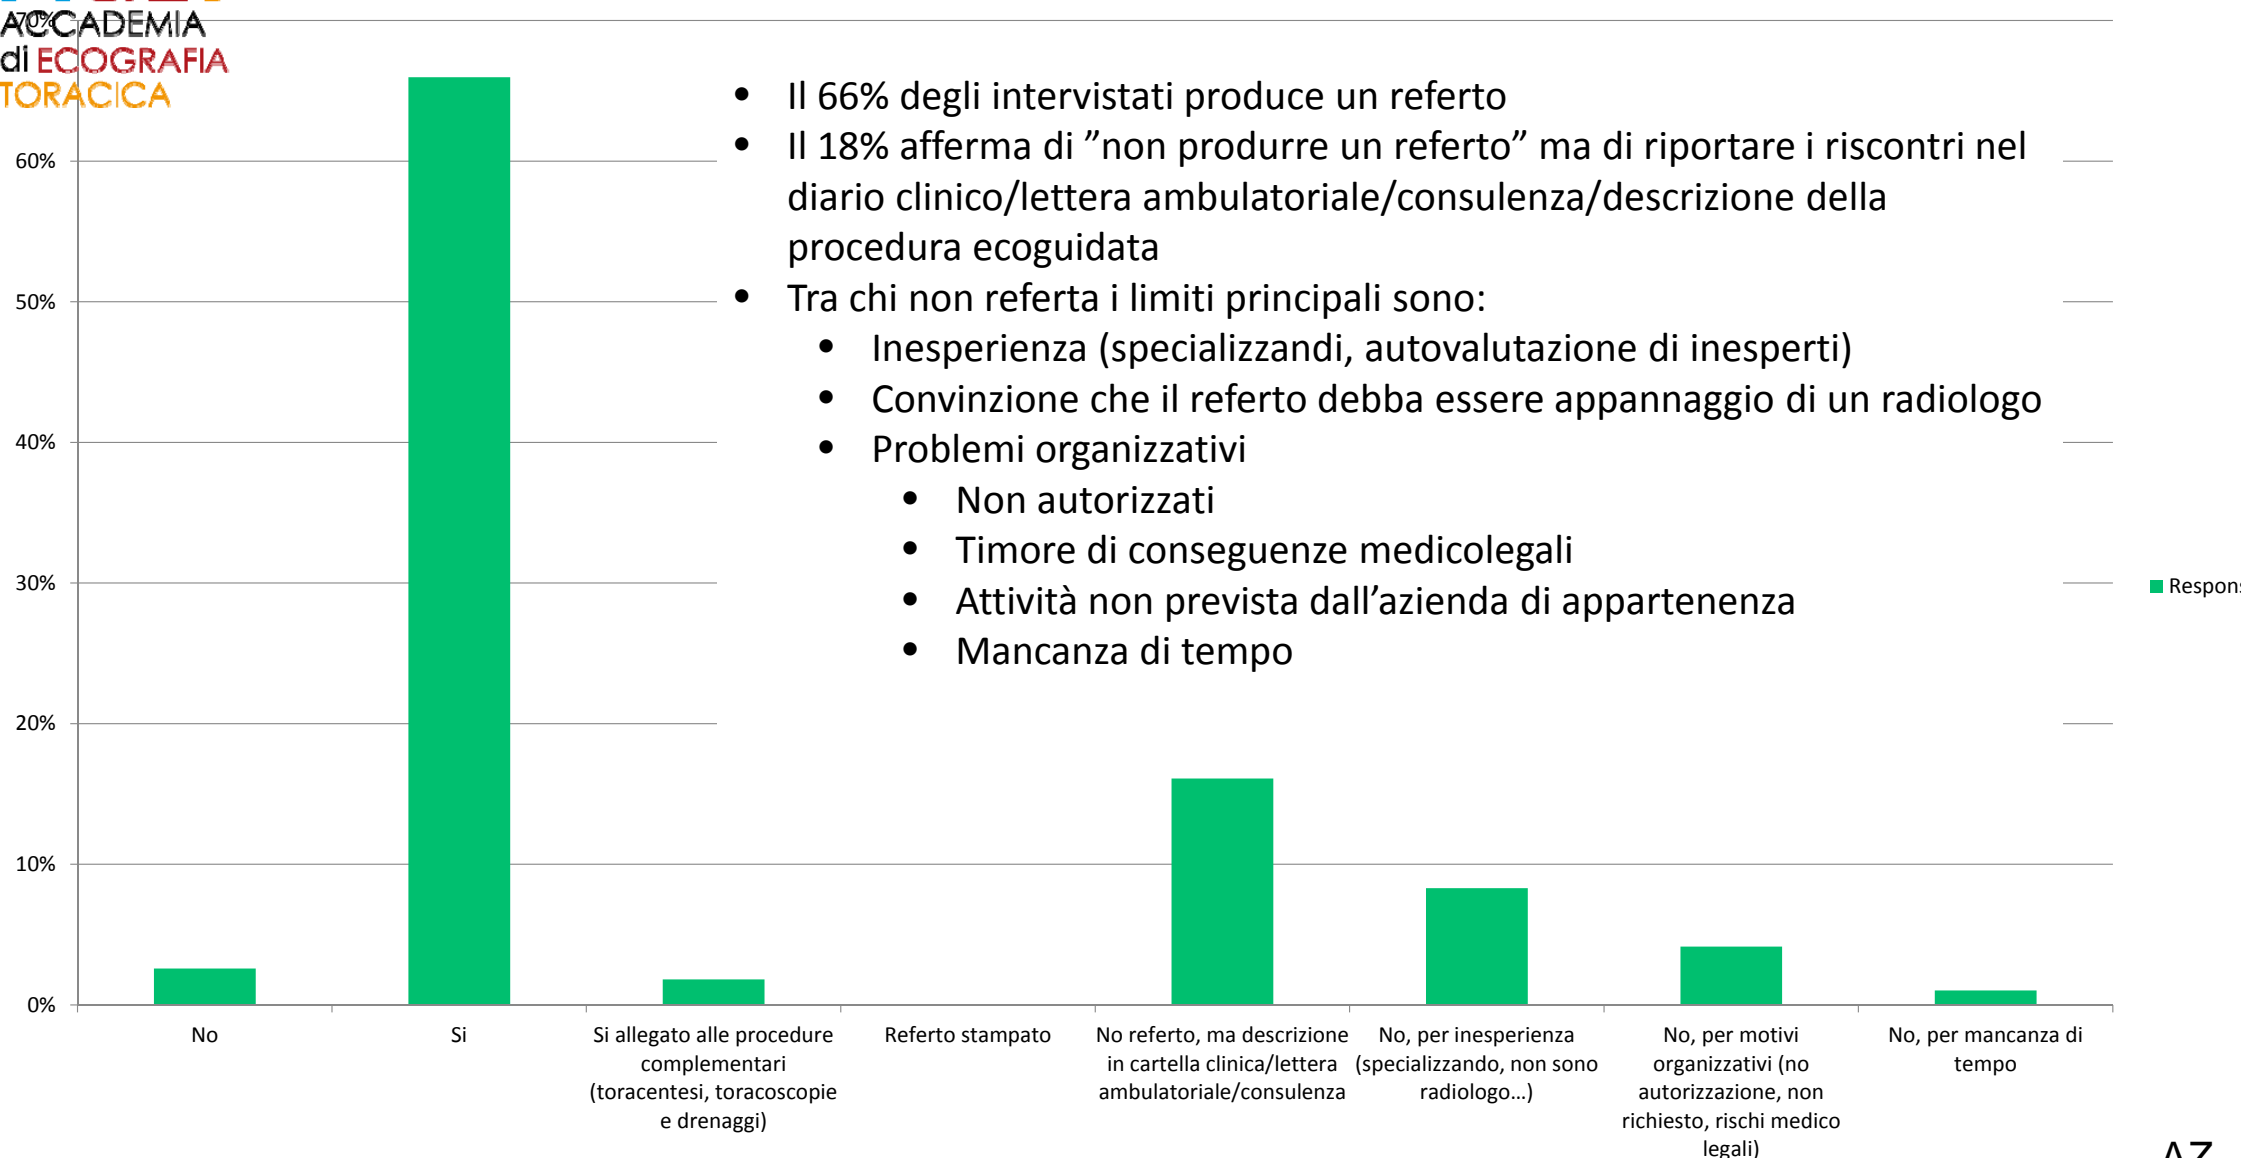 ACCADEMIA
di ECOGRAFIA
TORACICA
70%
60%
50%
40%
30%
20%
10%
0%
• Il 66% degli intervistati produce un referto
• Il 18% afferma di ”non produrre un referto” ma di riportare i riscontri nel
diario clinico/lettera ambulatoriale/consulenza/descrizione della
procedura ecoguidata
• Tra chi non referta i limiti principali sono:
• Inesperienza (specializzandi, autovalutazione di inesperti)
• Convinzione che il referto debba essere appannaggio di un radiologo
• Problemi organizzativi
• Non autorizzati
• Timore di conseguenze medicolegali
• Attività non prevista dall’azienda di appartenenza
• Mancanza di tempo
No
Si
Si allegato alle procedure
complementari
(toracentesi, toracoscopie
e drenaggi)
Referto stampato
No referto, ma descrizione
in cartella clinica/lettera
ambulatoriale/consulenza
No, per inesperienza
(specializzando, non sono
radiologo…)
No, per motivi
organizzativi (no
autorizzazione, non
richiesto, rischi medico
legali)
No, per mancanza di
tempo